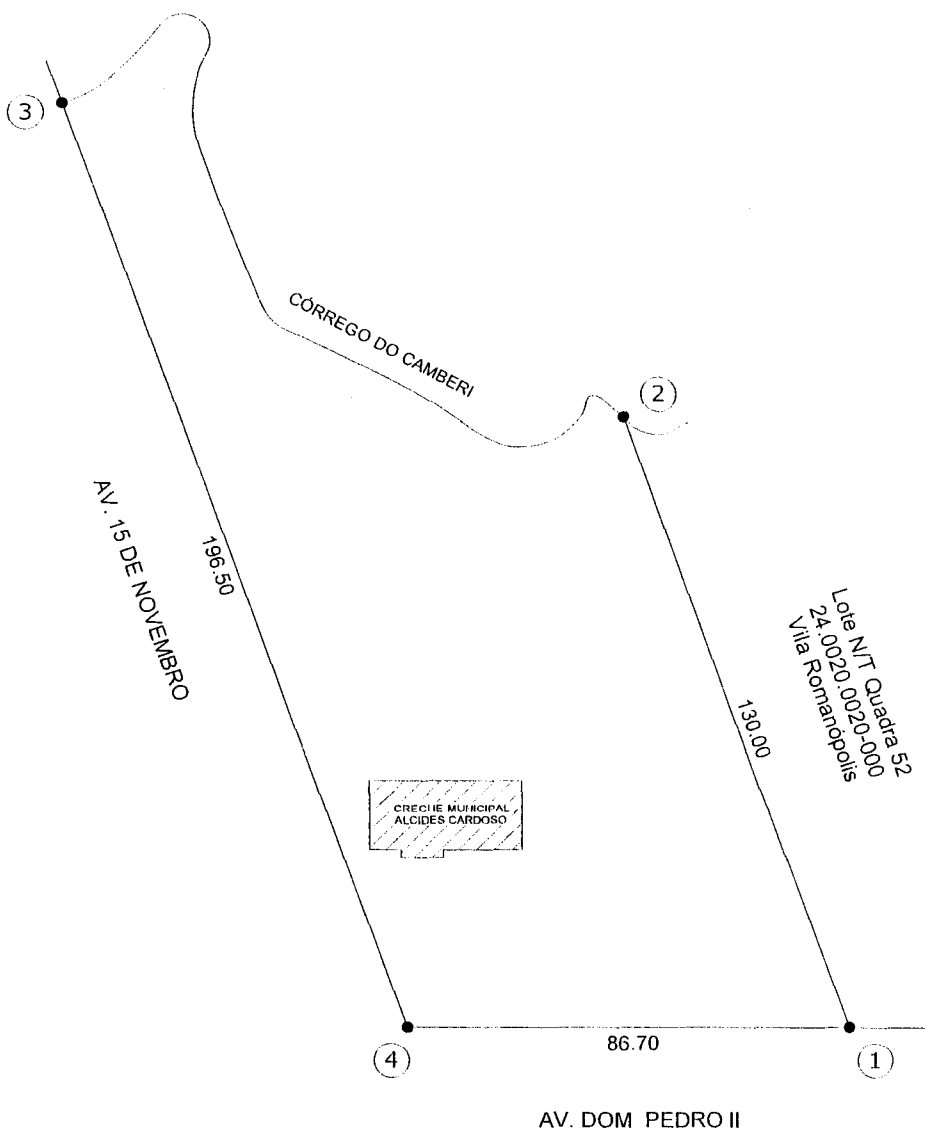 3
CÓRREGO DO CAMBERI
2
AV. 15 DE NOVEMBRO
196.50
Lote N/T Quadra 52
24.0020.0020-000
Vila Romanópolis
130.00
CRECHE MUNICIPAL
ALCIDES CARDOSO
86.70
4
1
AV. DOM PEDRO II